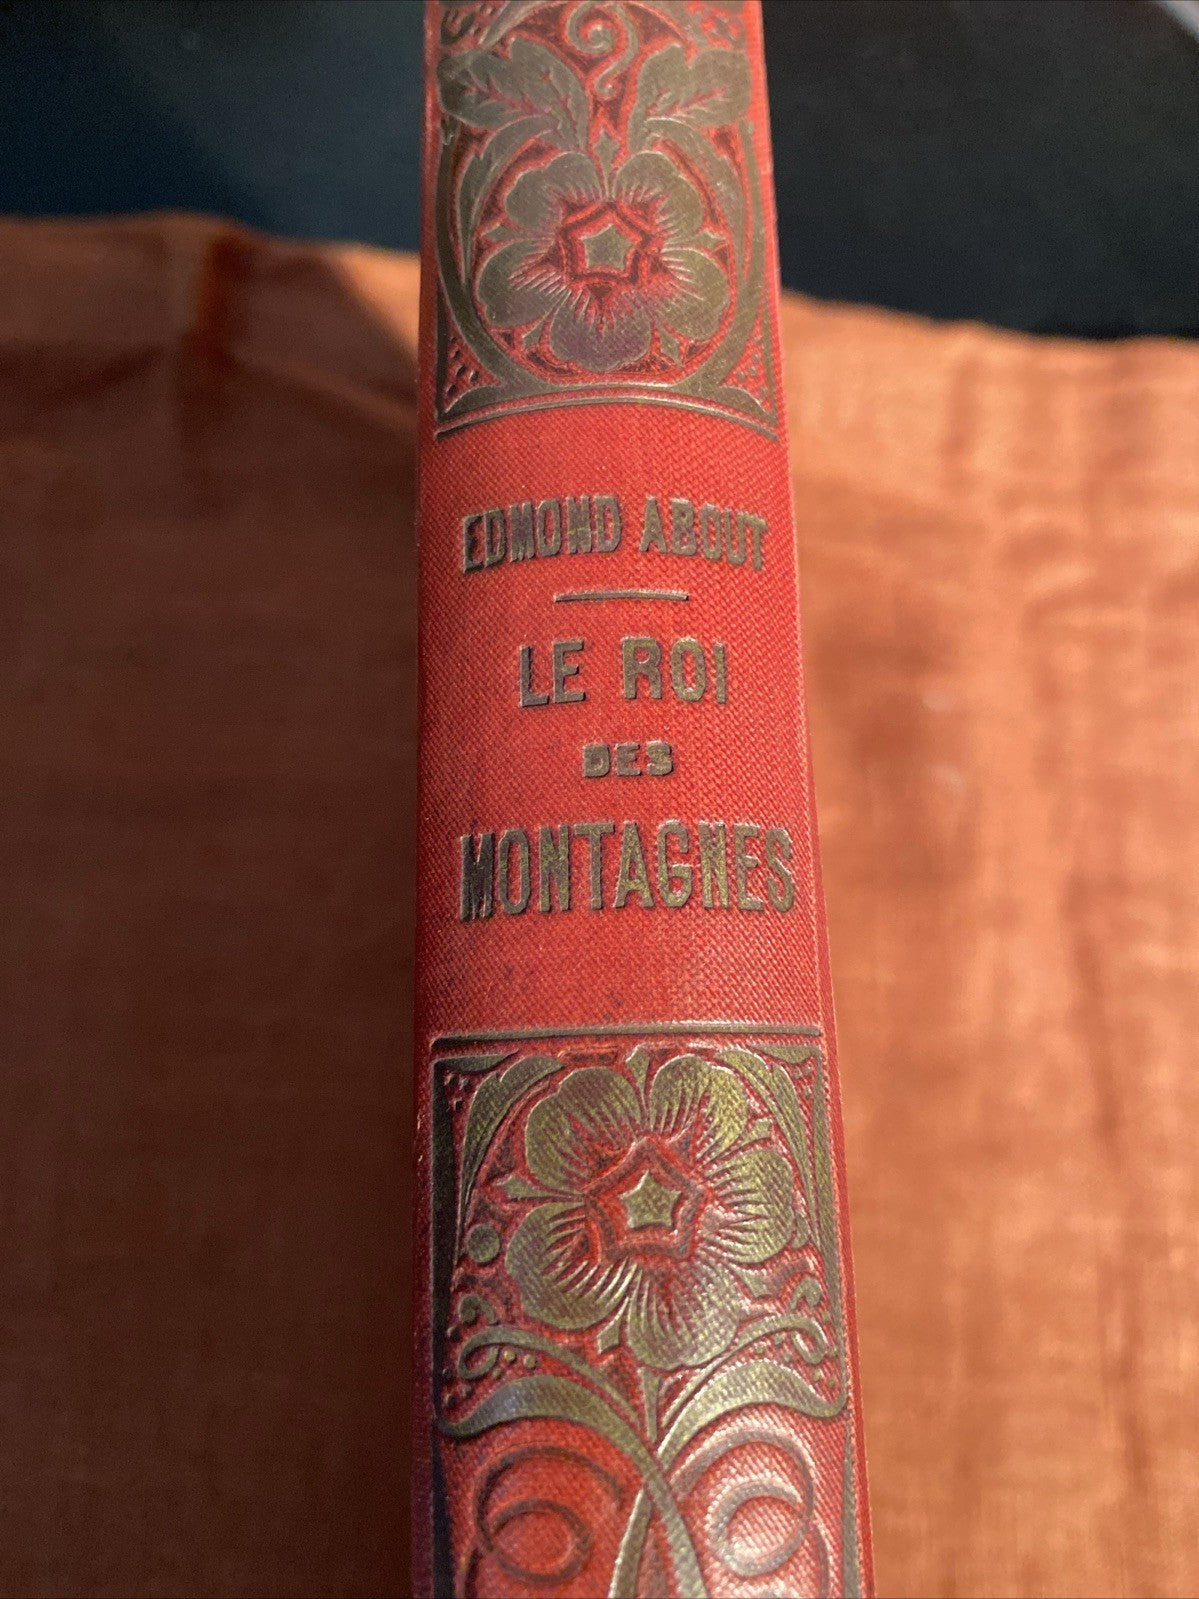 EDMOND ABOUT
LE ROI
DES
MONTAGNES